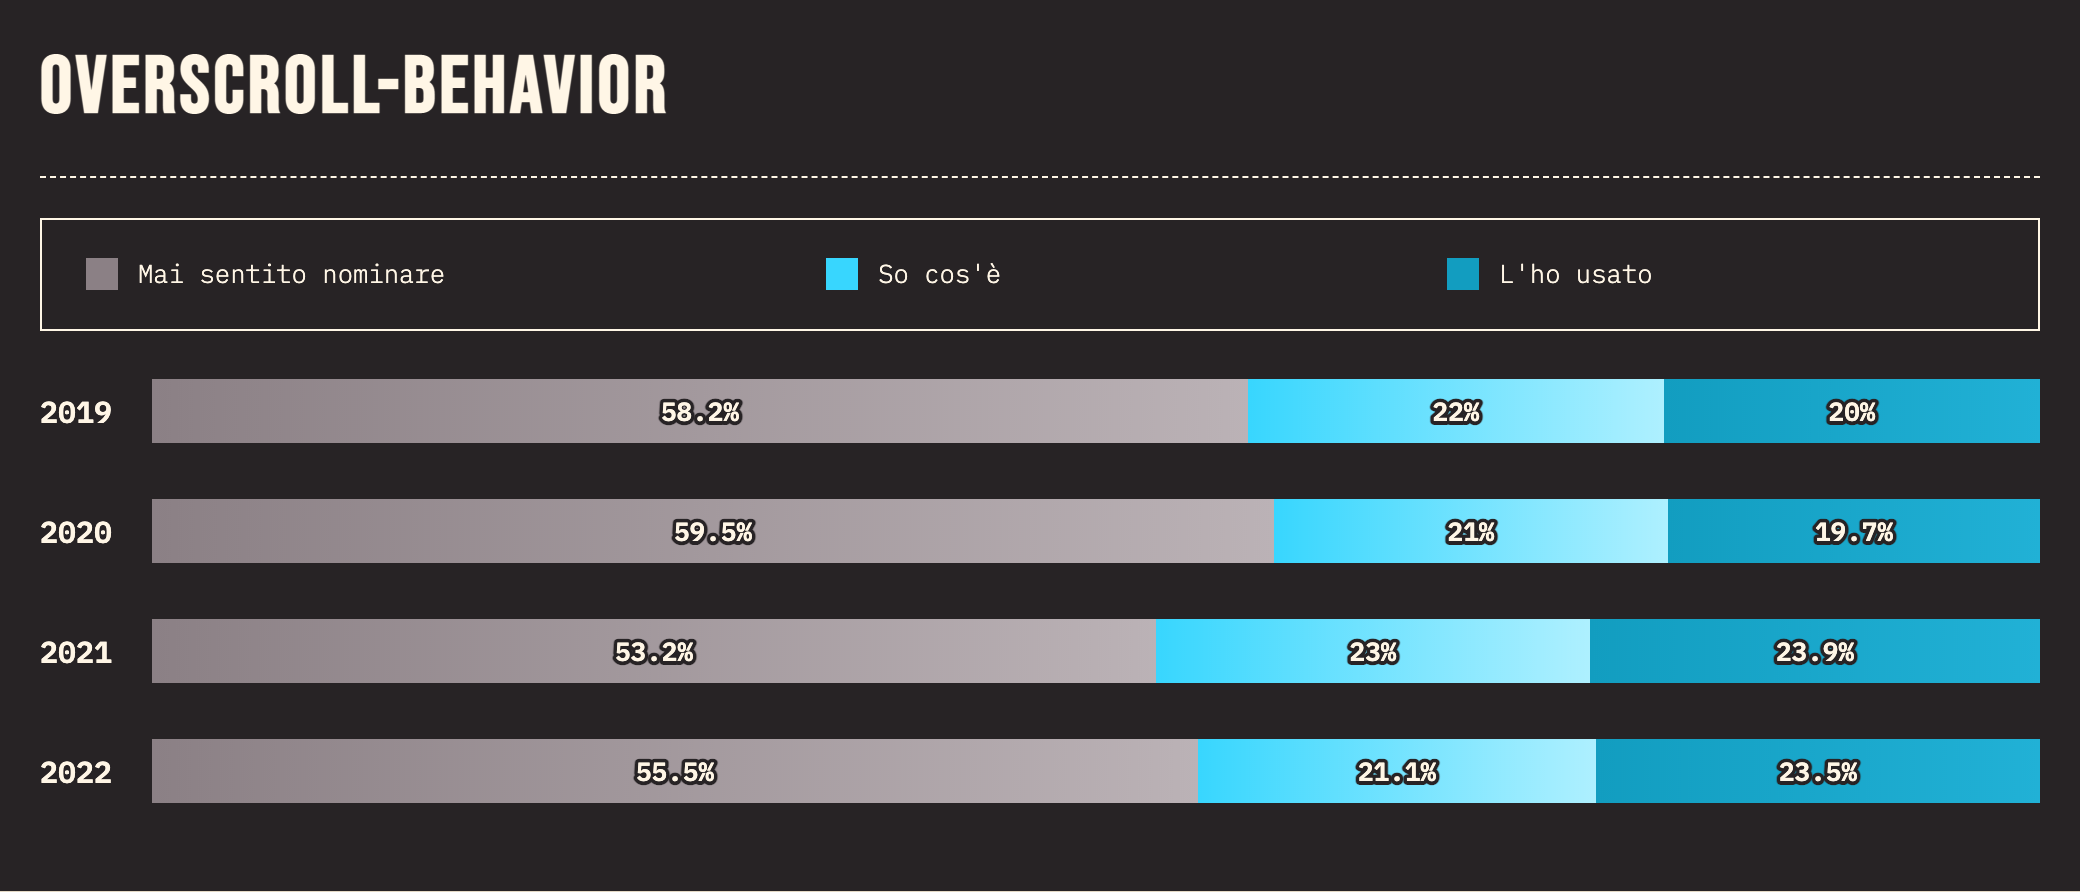 OVERSCROLL-BEHAVIOR
Mai sentito nominare So cos'è L'ho usato
2019 58.2% 22% 20%
2020 59.5% 21% 19.7%
2021 53.2% 23% 23.9%
2022 55.5% 21.1% 23.5%